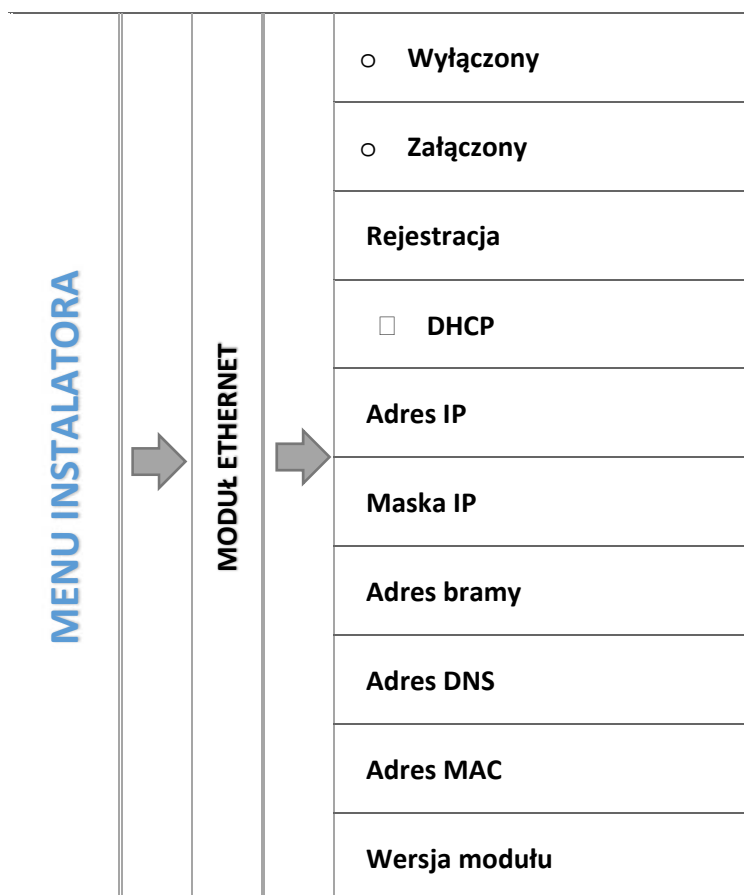 MENU INSTALATORA
MODUŁ ETHERNET
o Wyłączony
o Załączony
Rejestracja
□ DHCP
Adres IP
Maska IP
Adres bramy
Adres DNS
Adres MAC
Wersja modułu